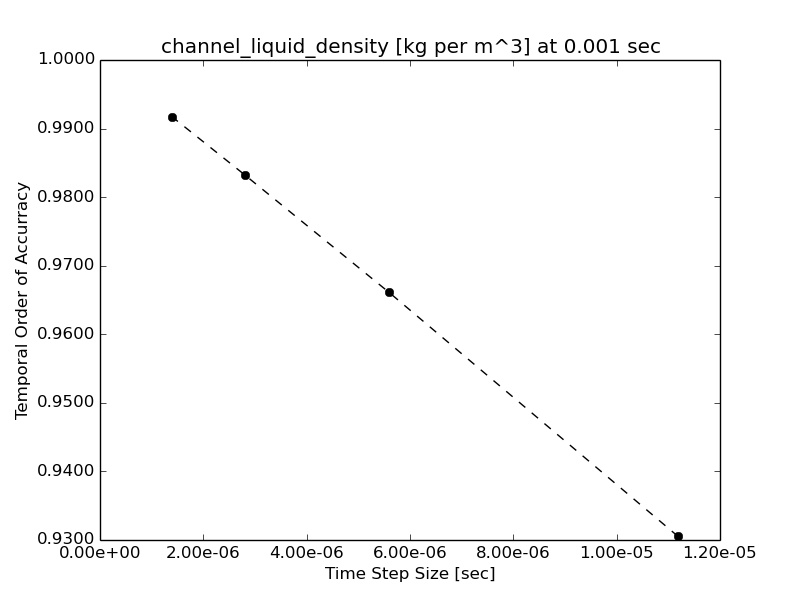 channel_liquid_density [kg per m^3] at 0.001 sec
1.0000
0.9900
0.9800
0.9700
0.9600
0.9500
0.9400
0.9300
Temporal Order of Accurracy
0.00e+00 2.00e-06 4.00e-06 6.00e-06 8.00e-06 1.00e-05 1.20e-05
Time Step Size [sec]